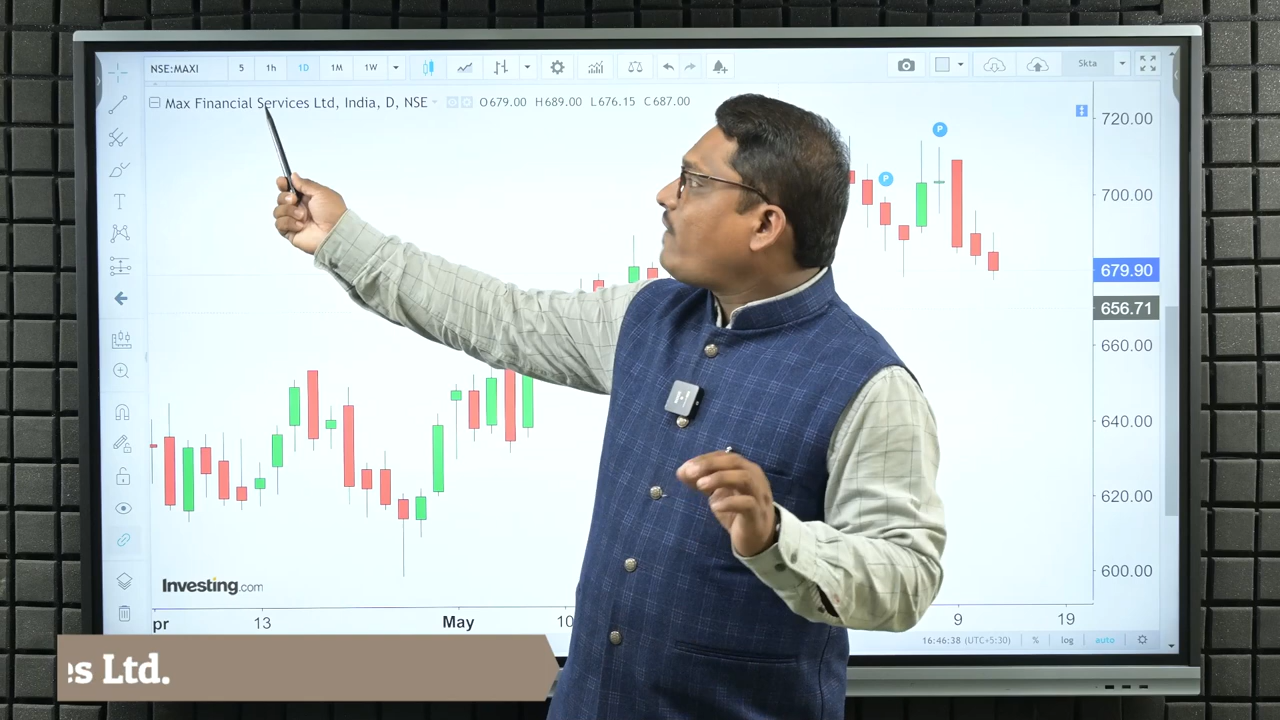 NSE:MAXI 5 1h 1D 1M 1W Skta
Max Financial Services Ltd, India, D, NSE O679.00 H689.00 L676.15 C687.00
P
P
720.00
700.00
679.90
656.71
660.00
640.00
620.00
600.00
Investing.com
pr 13 May 10 9 19
16:46:38 (UTC+5:30) % log auto
es Ltd.